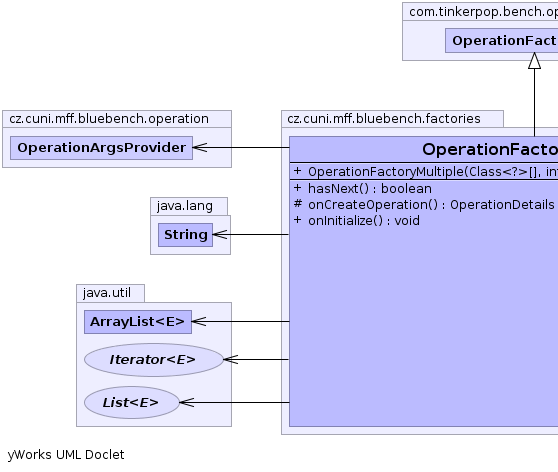 com.tinkerpop.bench.op
OperationFact
cz.cuni.mff.bluebench.operation
OperationArgsProvider
cz.cuni.mff.bluebench.factories
OperationFacto
+ OperationFactoryMultiple(Class<?>[], int
+ hasNext() : boolean
# onCreateOperation() : OperationDetails
+ onInitialize() : void
java.lang
String
java.util
ArrayList<E>
Iterator<E>
List<E>
yWorks UML Doclet